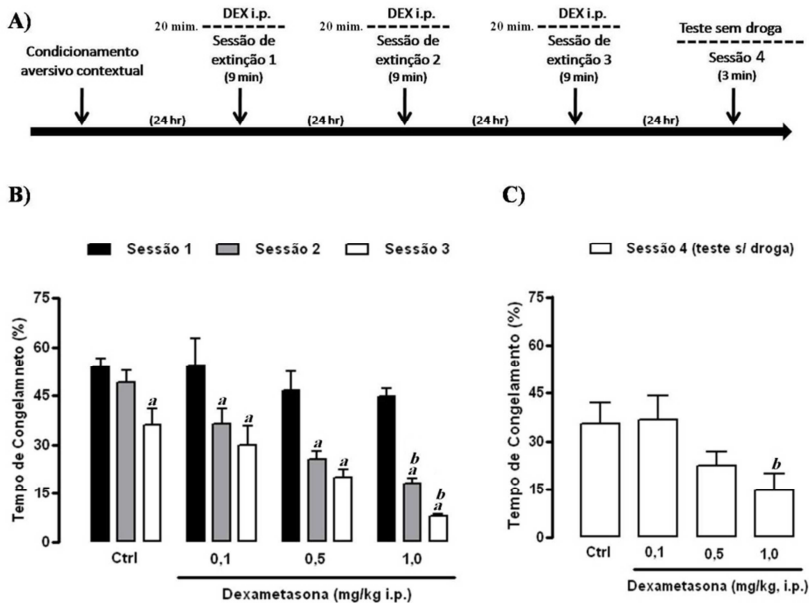 A)
Condicionamento
aversivo contextual
20 mim.
DEX i.p.
Sessão de
extinção 1
(9 min)
20 mim.
DEX i.p.
Sessão de
extinção 2
(9 min)
20 mim.
DEX i.p.
Sessão de
extinção 3
(9 min)
Teste sem droga
Sessão 4
(3 min)
(24 hr)
(24 hr)
(24 hr)
(24 hr)
B)
Sessão 1
Sessão 2
Sessão 3
Tempo de Congelamneto (%)
75
60
45
30
15
0
a
a
a
a
a
b
a
b
a
Ctrl
0,1
0,5
1,0
Dexametasona (mg/kg i.p.)
C)
Sessão 4 (teste s/ droga)
Tempo de Congelamento (%)
75
60
45
30
15
0
b
Ctrl
0,1
0,5
1,0
Dexametasona (mg/kg, i.p.)